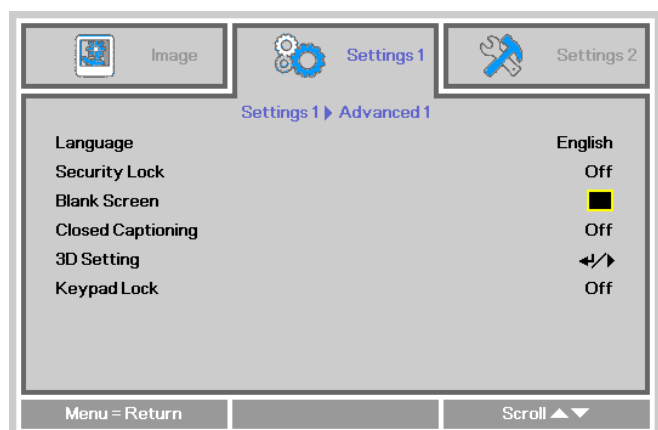 Image Settings 1 Settings 2
Settings 1 Advanced 1
Language English
Security Lock Off
Blank Screen
Closed Captioning Off
3D Setting
Keypad Lock Off
Menu = Return Scroll